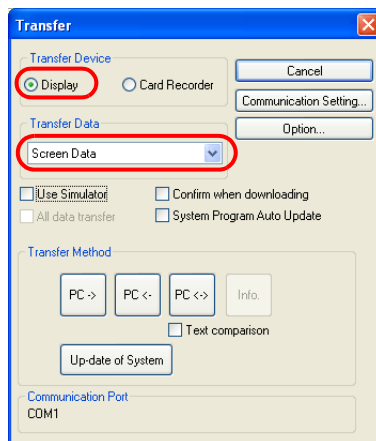 Transfer
Transfer Device
Display
Card Recorder
Cancel
Communication Setting...
Transfer Data
Option...
Screen Data
Use Simulator
Confirm when downloading
All data transfer
System Program Auto Update
Transfer Method
PC ->
PC <-
PC <->
Info.
Text comparison
Up-date of System
Communication Port
COM1